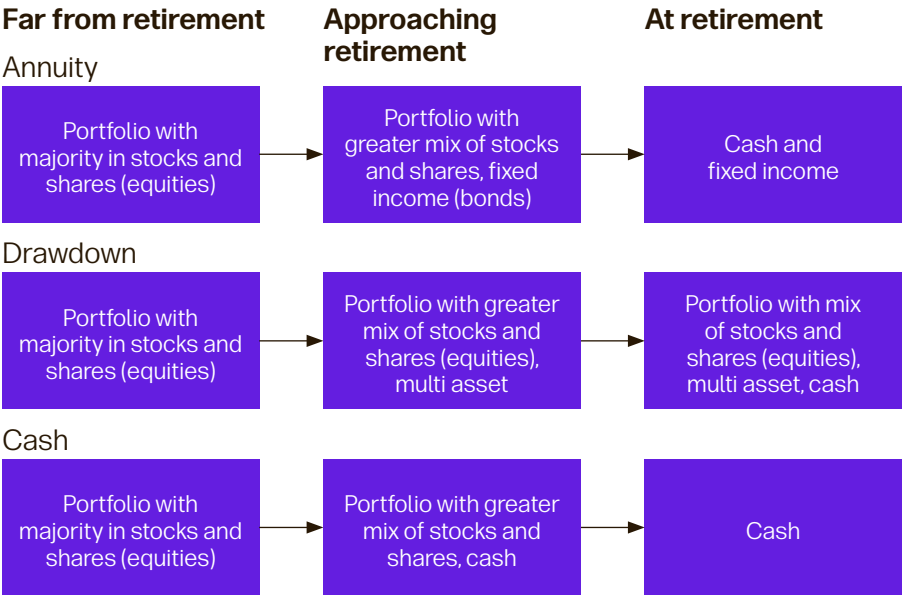 Far from retirement
Approaching
retirement
At retirement
Annuity
Portfolio with
majority in stocks and
shares (equities)
Portfolio with
greater mix of stocks
and shares, fixed
income (bonds)
Cash and
fixed income
Drawdown
Portfolio with
majority in stocks and
shares (equities)
Portfolio with greater
mix of stocks and
shares (equities),
multi asset
Portfolio with mix
of stocks and
shares (equities),
multi asset, cash
Cash
Portfolio with
majority in stocks and
shares (equities)
Portfolio with greater
mix of stocks and
shares, cash
Cash